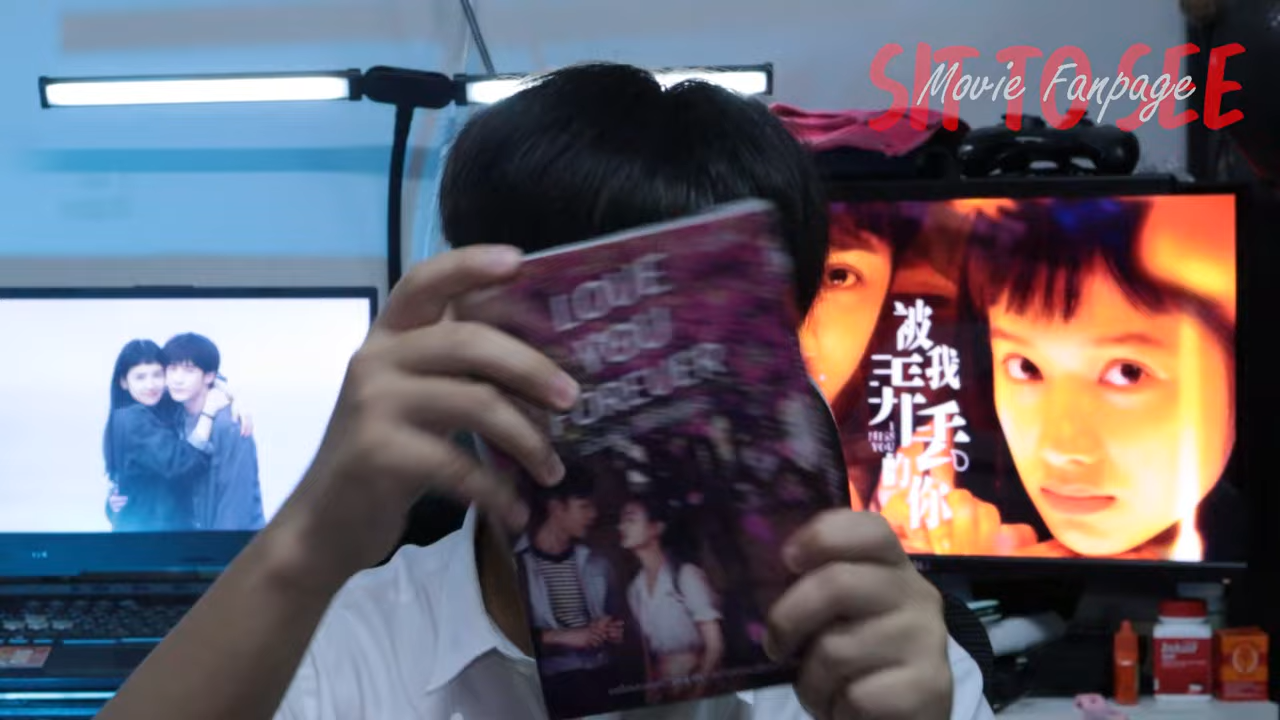 SIT TO SEE
Movie Fanpage
LOVE
YOU
FOREVER
被我
弄丢
的你